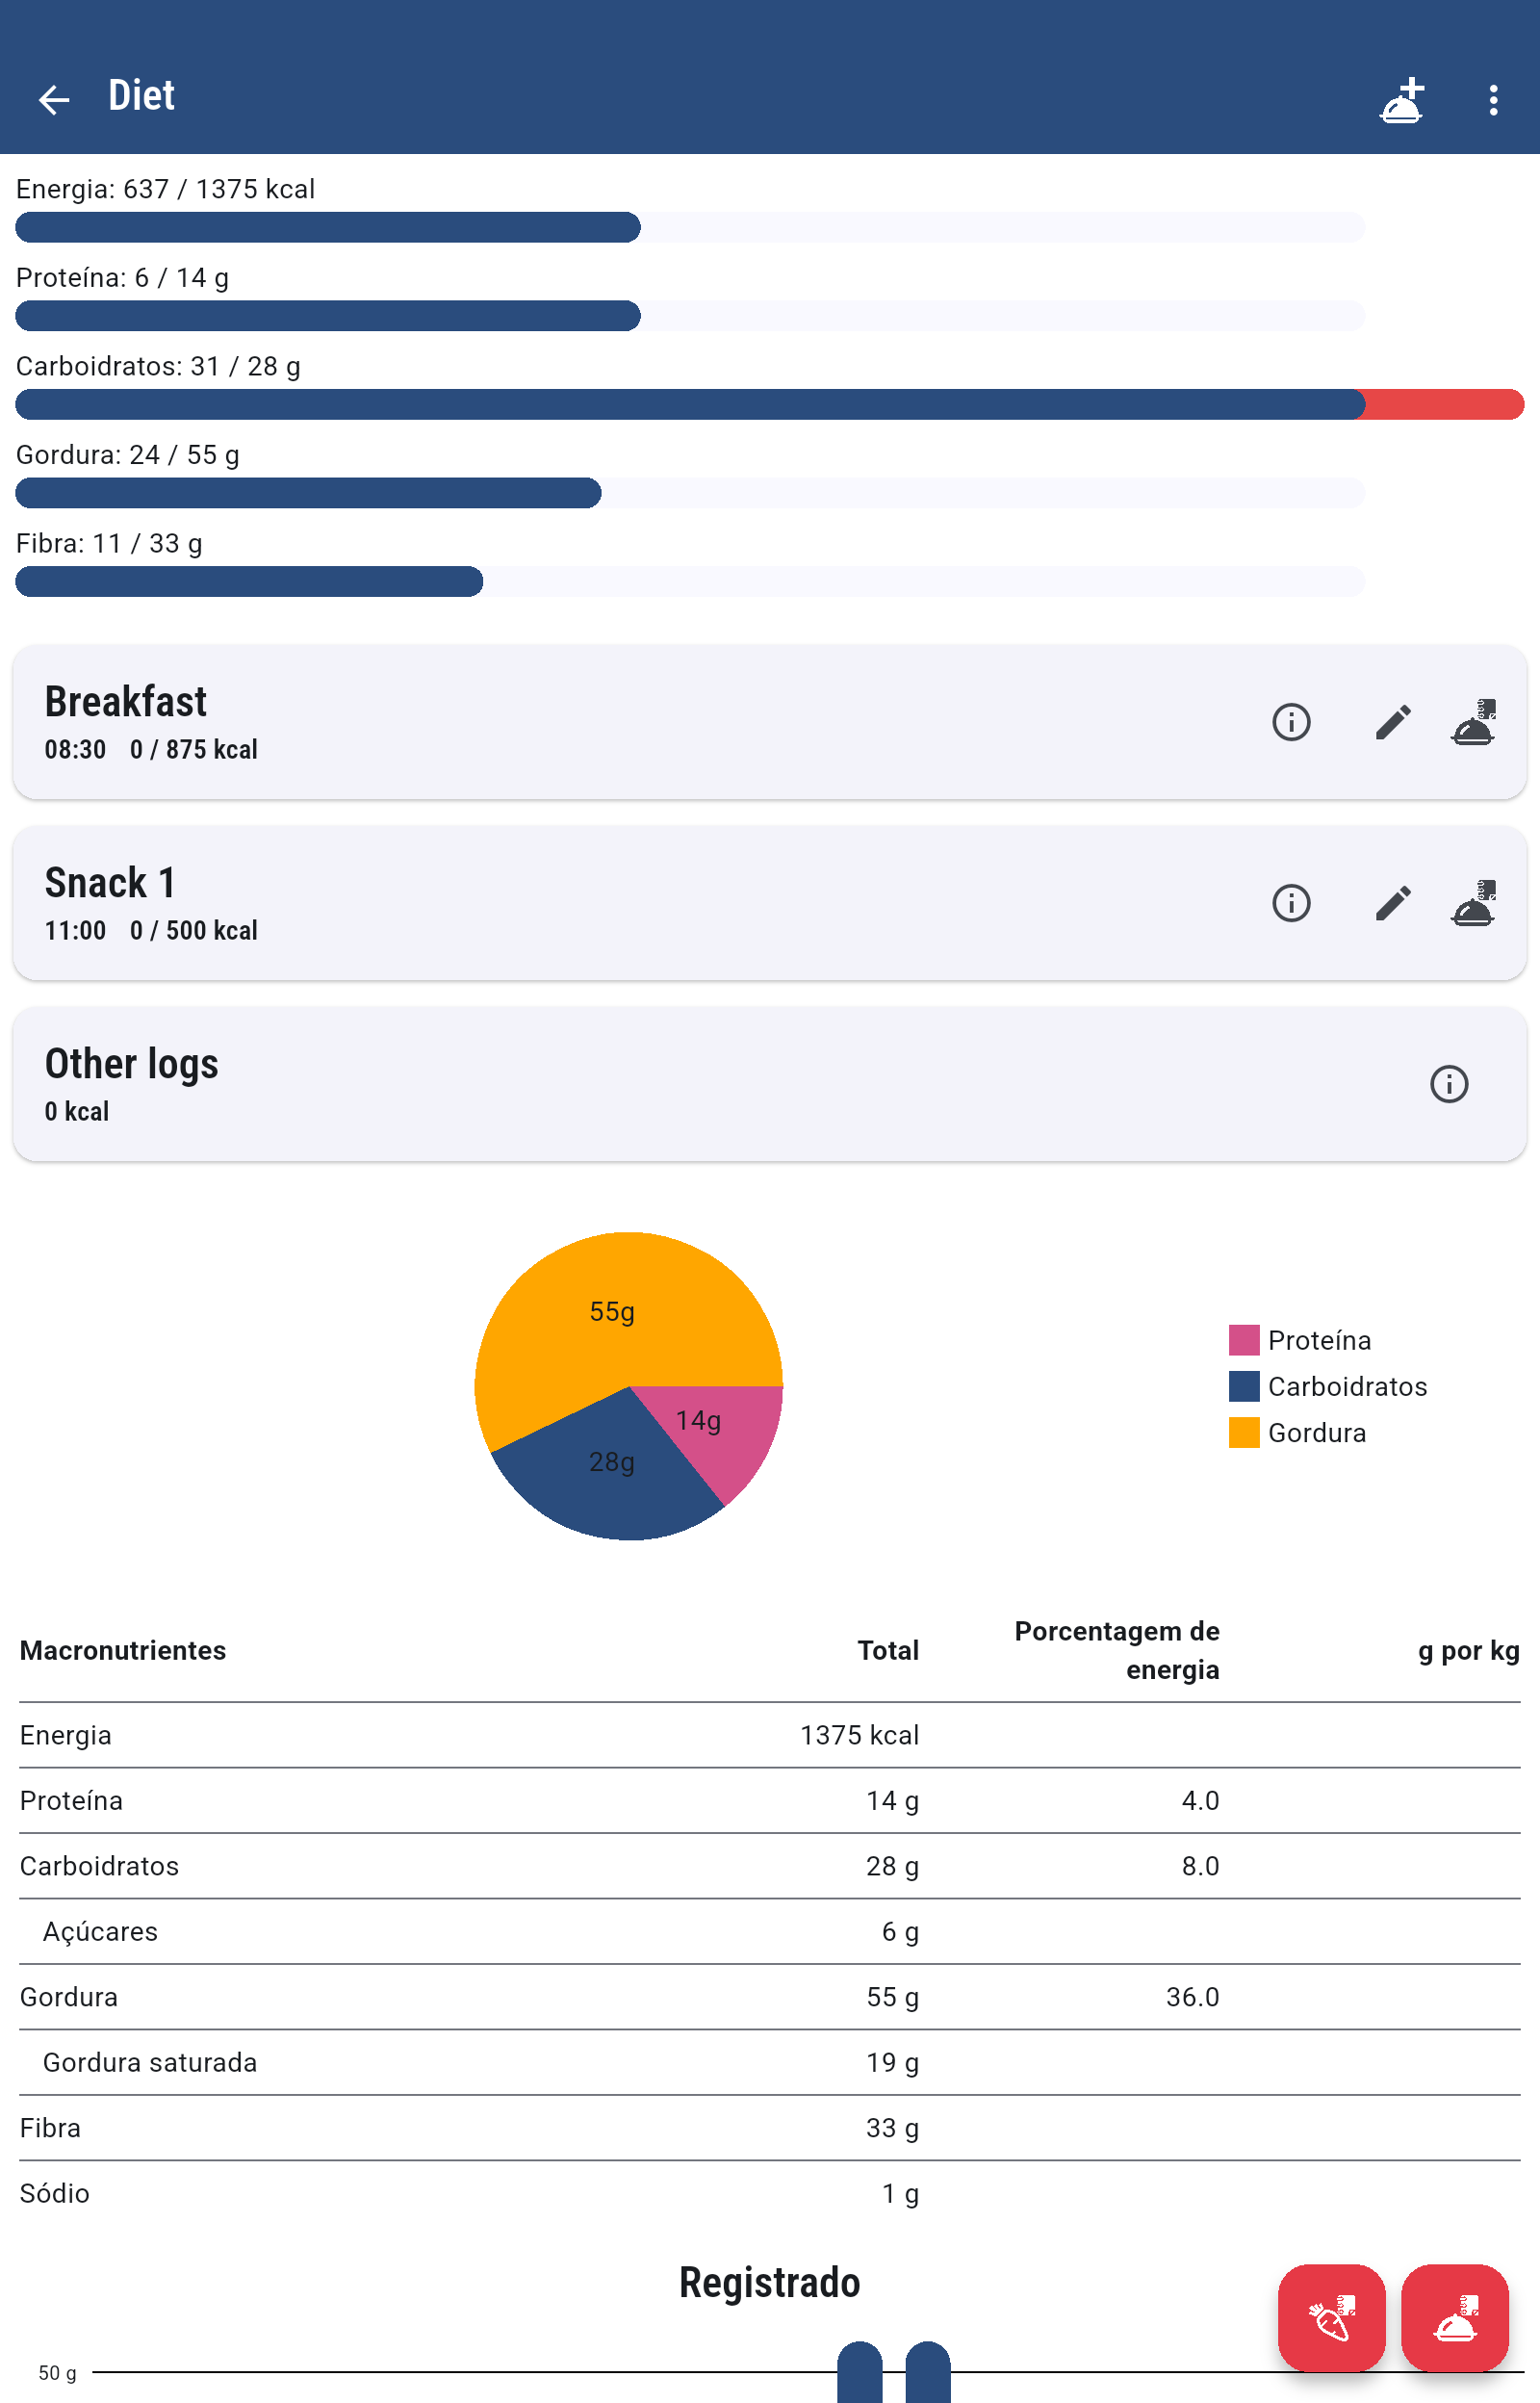 Diet
Energia: 637 / 1375 kcal
Proteína: 6 / 14 g
Carboidratos: 31 / 28 g
Gordura: 24 / 55 g
Fibra: 11 / 33 g
Breakfast
08:30 0 / 875 kcal
Snack 1
11:00 0 / 500 kcal
Other logs
0 kcal
55g
14g
28g
Proteína
Carboidratos
Gordura
Macronutrientes Total Porcentagem de energia g por kg
Energia 1375 kcal
Proteína 14 g 4.0
Carboidratos 28 g 8.0
Açúcares 6 g
Gordura 55 g 36.0
Gordura saturada 19 g
Fibra 33 g
Sódio 1 g
Registrado
50 g